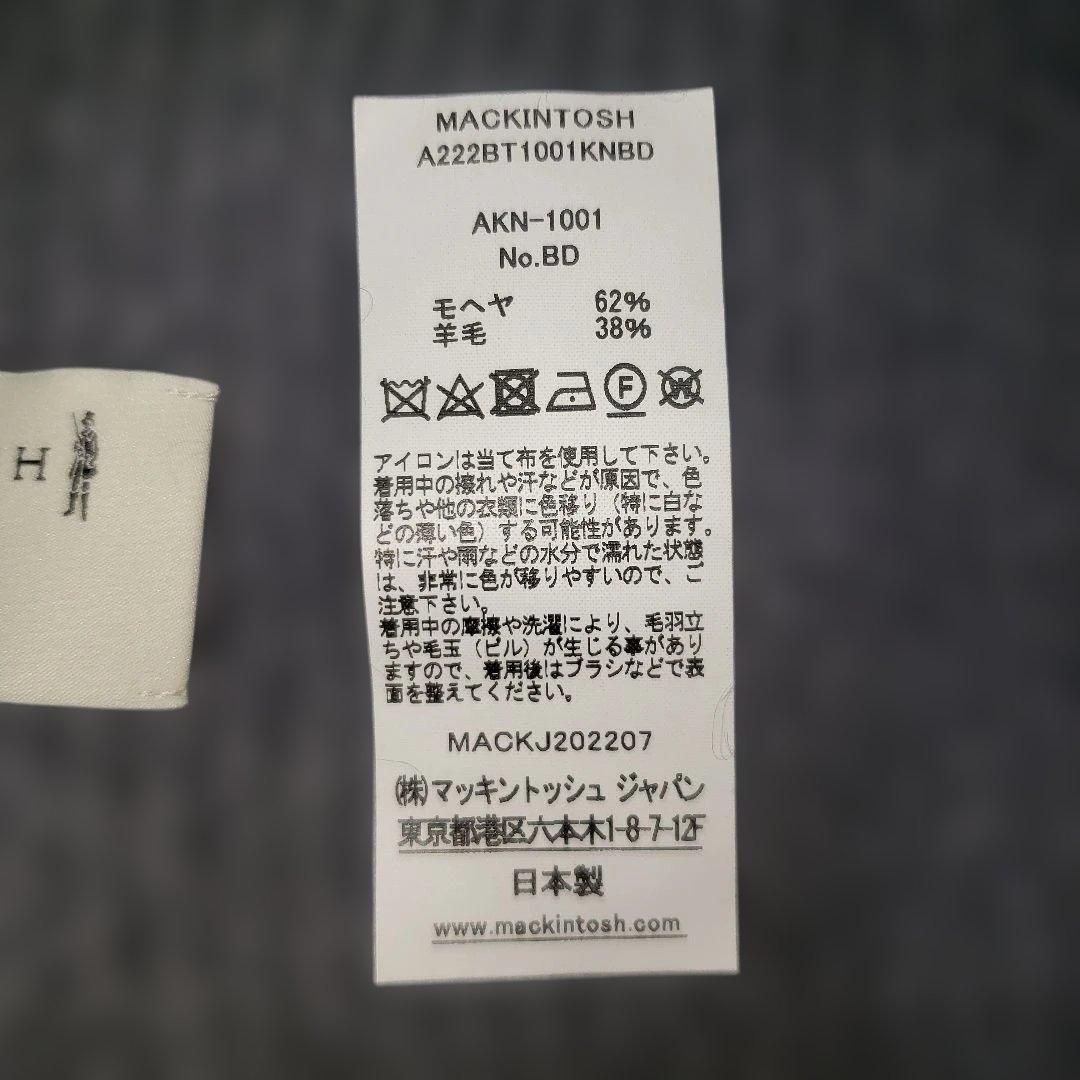 MACKINTOSH
A222BT1001KNBD
AKN-1001
No.BD
モヘヤ 62%
羊毛 38%
F
W
アイロンは当て布を使用して下さい。
着用中の擦れや汗などが原因で、色
落ちや他の衣類に色移り（特に白な
どの薄い色）する可能性があります。
特に汗や雨などの水分で濡れた状態
は、非常に色が移りやすいので、ご
注意下さい。
着用中の摩擦や洗濯により、毛羽立
ちや毛玉（ピル）が生じる事があり
ますので、着用後はブラシなどで表
面を整えてください。
MACKJ202207
㈱マッキントッシュ ジャパン
東京都港区六本木1-8-7-12F
日本製
www.mackintosh.com
H